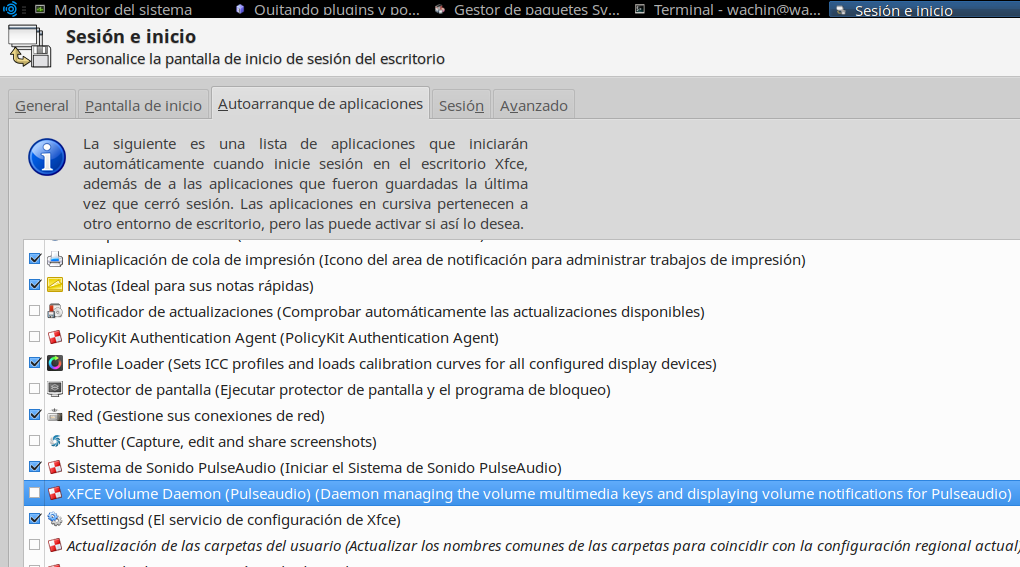 Monitor del sistema
Quitando plugins y po...
Gestor de paquetes Sy...
Terminal - wachin@wa...
Sesión e inicio
Sesión e inicio
Personalice la pantalla de inicio de sesión del escritorio
General
Pantalla de inicio
Autoarranque de aplicaciones
Sesión
Avanzado
La siguiente es una lista de aplicaciones que iniciarán
automáticamente cuando inicie sesión en el escritorio Xfce,
además de a las aplicaciones que fueron guardadas la última
vez que cerró sesión. Las aplicaciones en cursiva pertenecen a
otro entorno de escritorio, pero las puede activar si así lo desea.
Miniaplicación de cola de impresión (Icono del area de notificación para administrar trabajos de impresión)
Notas (Ideal para sus notas rápidas)
Notificador de actualizaciones (Comprobar automáticamente las actualizaciones disponibles)
PolicyKit Authentication Agent (PolicyKit Authentication Agent)
Profile Loader (Sets ICC profiles and loads calibration curves for all configured display devices)
Protector de pantalla (Ejecutar protector de pantalla y el programa de bloqueo)
Red (Gestione sus conexiones de red)
Shutter (Capture, edit and share screenshots)
Sistema de Sonido PulseAudio (Iniciar el Sistema de Sonido PulseAudio)
XFCE Volume Daemon (Pulseaudio) (Daemon managing the volume multimedia keys and displaying volume notifications for Pulseaudio)
Xfsettingsd (El servicio de configuración de Xfce)
Actualización de las carpetas del usuario (Actualizar los nombres comunes de las carpetas para coincidir con la configuración regional actual)